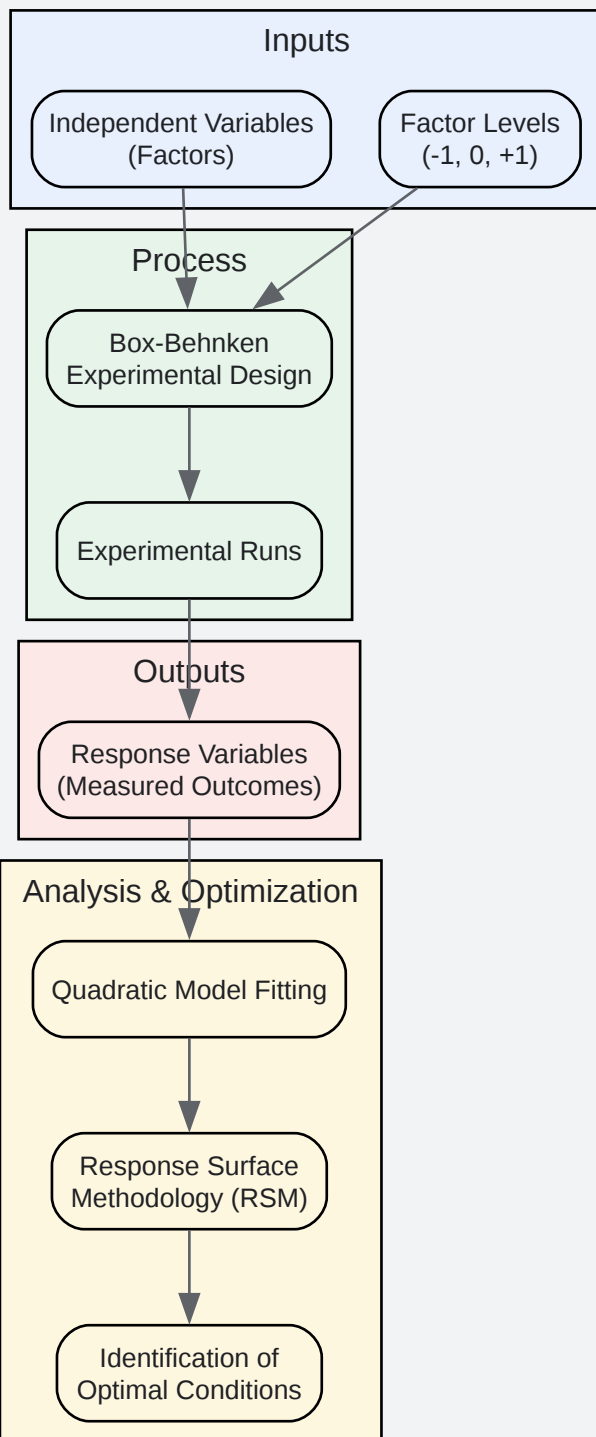 Inputs
Independent Variables
(Factors)
Factor Levels
(-1, 0, +1)
Process
Box-Behnken
Experimental Design
Experimental Runs
Outputs
Response Variables
(Measured Outcomes)
Analysis & Optimization
Quadratic Model Fitting
Response Surface
Methodology (RSM)
Identification of
Optimal Conditions